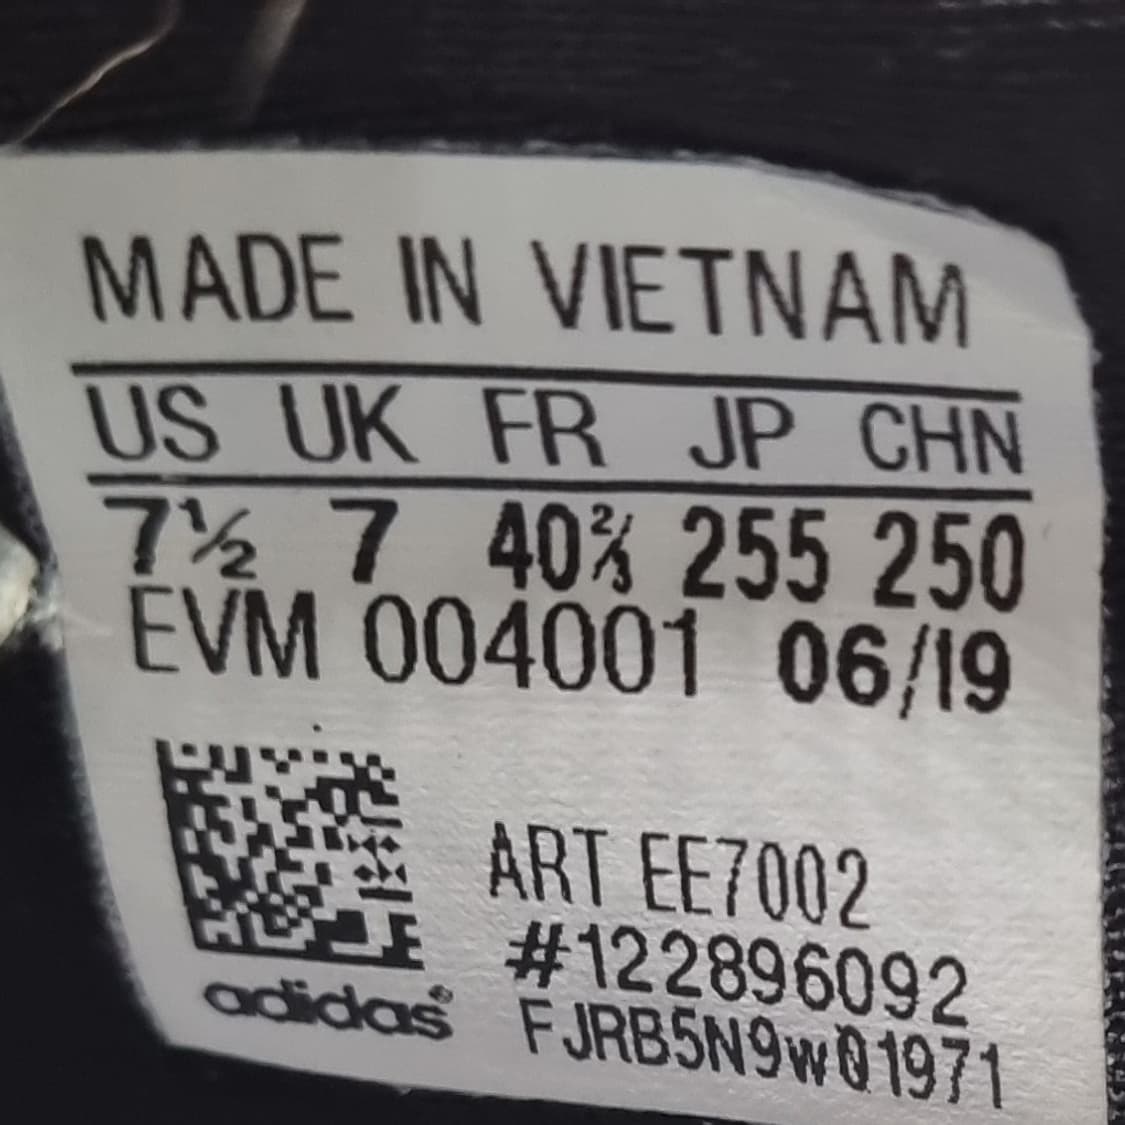 MADE IN VIETNAM
US UK FR JP CHN
7½ 7 40⅔ 255 250
EVM 004001 06/19
ART EE7002
#122896092
adidas®
FJRB5N9w01971